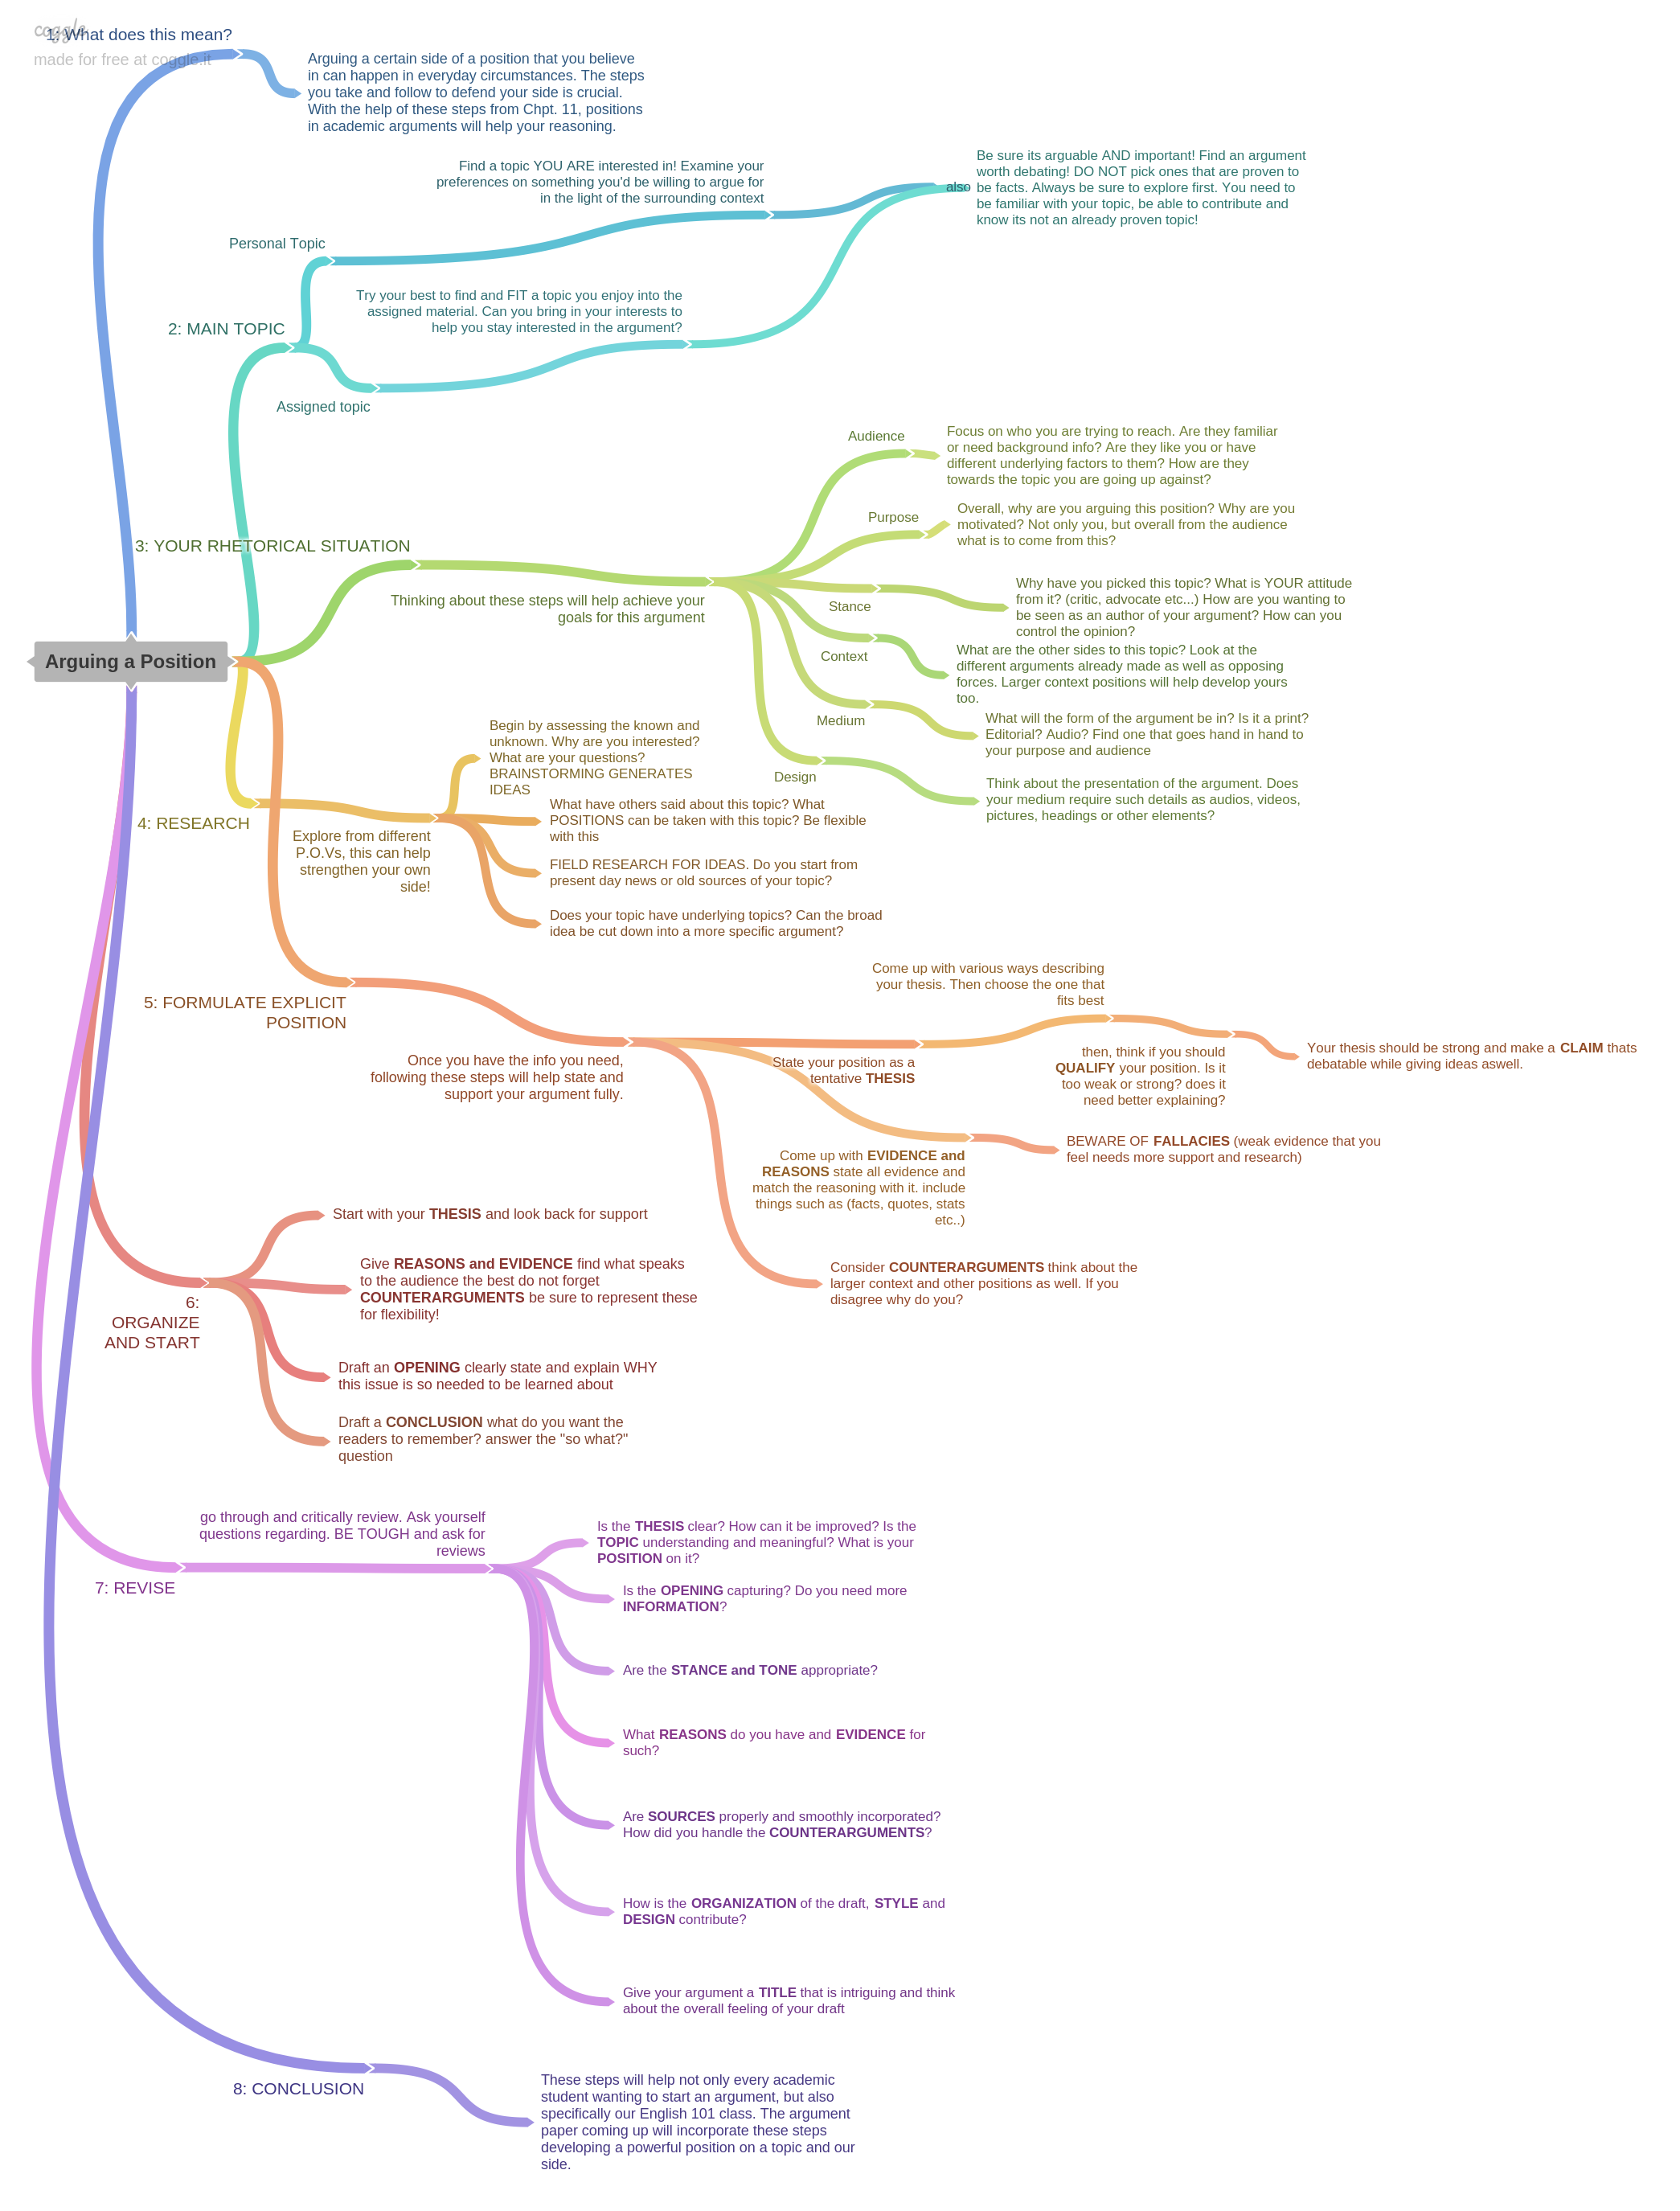 coggle
made for free at coggle.it
1: What does this mean?
Arguing a certain side of a position that you believe
in can happen in everyday circumstances. The steps
you take and follow to defend your side is crucial.
With the help of these steps from Chpt. 11, positions
in academic arguments will help your reasoning.
Arguing a Position
2: MAIN TOPIC
Personal Topic
Find a topic YOU ARE interested in! Examine your
preferences on something you'd be willing to argue for
in the light of the surrounding context
also
Be sure its arguable AND important! Find an argument
worth debating! DO NOT pick ones that are proven to
be facts. Always be sure to explore first. You need to
be familiar with your topic, be able to contribute and
know its not an already proven topic!
Assigned topic
Try your best to find and FIT a topic you enjoy into the
assigned material. Can you bring in your interests to
help you stay interested in the argument?
3: YOUR RHETORICAL SITUATION
Thinking about these steps will help achieve your
goals for this argument
Audience
Focus on who you are trying to reach. Are they familiar
or need background info? Are they like you or have
different underlying factors to them? How are they
towards the topic you are going up against?
Purpose
Overall, why are you arguing this position? Why are you
motivated? Not only you, but overall from the audience
what is to come from this?
Stance
Why have you picked this topic? What is YOUR attitude
from it? (critic, advocate etc...) How are you wanting to
be seen as an author of your argument? How can you
control the opinion?
Context
What are the other sides to this topic? Look at the
different arguments already made as well as opposing
forces. Larger context positions will help develop yours
too.
Medium
What will the form of the argument be in? Is it a print?
Editorial? Audio? Find one that goes hand in hand to
your purpose and audience
Design
Think about the presentation of the argument. Does
your medium require such details as audios, videos,
pictures, headings or other elements?
4: RESEARCH
Explore from different
P.O.Vs, this can help
strengthen your own
side!
Begin by assessing the known and
unknown. Why are you interested?
What are your questions?
BRAINSTORMING GENERATES
IDEAS
What have others said about this topic? What
POSITIONS can be taken with this topic? Be flexible
with this
FIELD RESEARCH FOR IDEAS. Do you start from
present day news or old sources of your topic?
Does your topic have underlying topics? Can the broad
idea be cut down into a more specific argument?
5: FORMULATE EXPLICIT
POSITION
Once you have the info you need,
following these steps will help state and
support your argument fully.
State your position as a
tentative THESIS
Come up with various ways describing
your thesis. Then choose the one that
fits best
then, think if you should
QUALIFY your position. Is it
too weak or strong? does it
need better explaining?
Your thesis should be strong and make a CLAIM thats
debatable while giving ideas aswell.
Come up with EVIDENCE and
REASONS state all evidence and
match the reasoning with it. include
things such as (facts, quotes, stats
etc..)
BEWARE OF FALLACIES (weak evidence that you
feel needs more support and research)
Consider COUNTERARGUMENTS think about the
larger context and other positions as well. If you
disagree why do you?
6:
ORGANIZE
AND START
Start with your THESIS and look back for support
Give REASONS and EVIDENCE find what speaks
to the audience the best do not forget
COUNTERARGUMENTS be sure to represent these
for flexibility!
Draft an OPENING clearly state and explain WHY
this issue is so needed to be learned about
Draft a CONCLUSION what do you want the
readers to remember? answer the "so what?"
question
7: REVISE
go through and critically review. Ask yourself
questions regarding. BE TOUGH and ask for
reviews
Is the THESIS clear? How can it be improved? Is the
TOPIC understanding and meaningful? What is your
POSITION on it?
Is the OPENING capturing? Do you need more
INFORMATION?
Are the STANCE and TONE appropriate?
What REASONS do you have and EVIDENCE for
such?
Are SOURCES properly and smoothly incorporated?
How did you handle the COUNTERARGUMENTS?
How is the ORGANIZATION of the draft, STYLE and
DESIGN contribute?
Give your argument a TITLE that is intriguing and think
about the overall feeling of your draft
8: CONCLUSION
These steps will help not only every academic
student wanting to start an argument, but also
specifically our English 101 class. The argument
paper coming up will incorporate these steps
developing a powerful position on a topic and our
side.